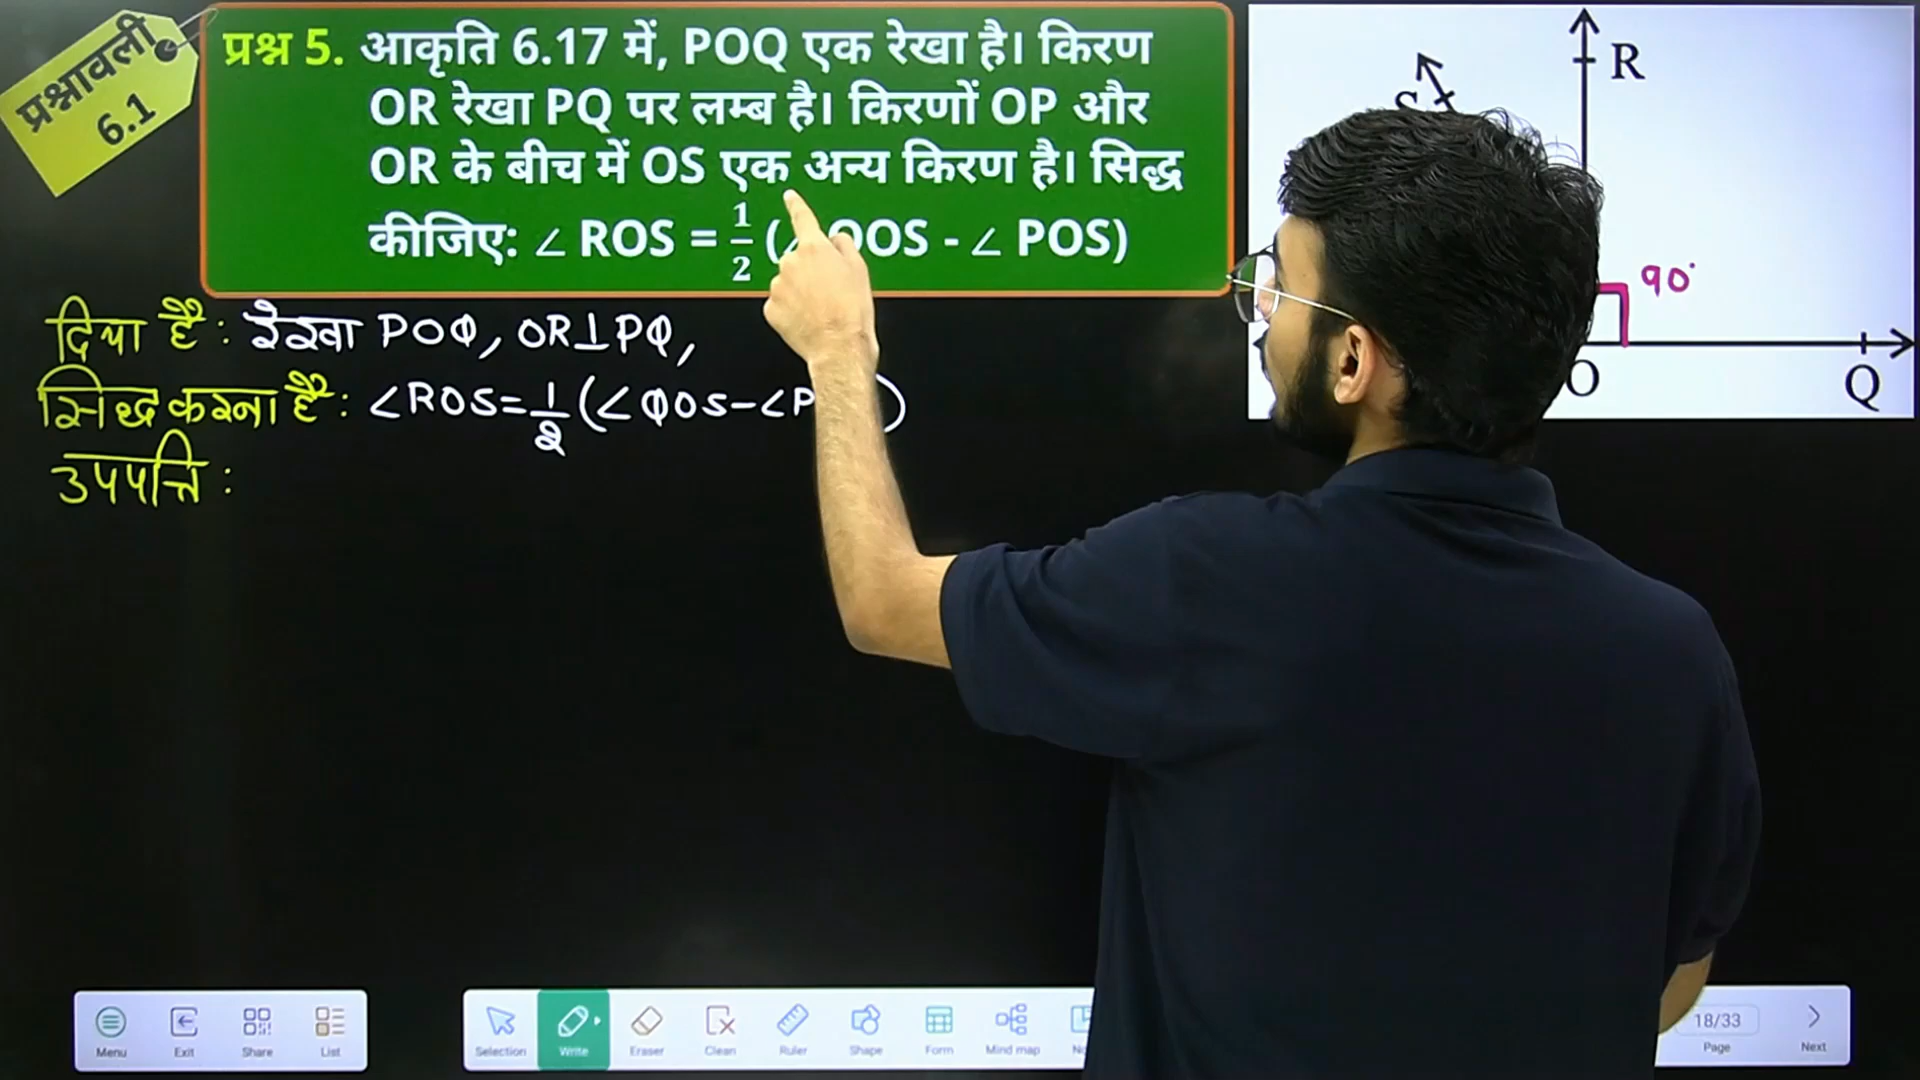 प्रश्नावली
6.1
प्रश्न 5. आकृति 6.17 में, POQ एक रेखा है। किरण
OR रेखा PQ पर लम्ब है। किरणों OP और
OR के बीच में OS एक अन्य किरण है। सिद्ध
कीजिए: ∠ ROS = 1/2 (∠ QOS - ∠ POS)
दिया है : रेखा POQ, OR⊥PQ,
सिद्ध करना है : ∠ROS=1/2(∠QOS-∠P )
उपपत्ति :
R
S
90°
O
Q
Menu
Exit
Share
List
Selection
Write
Eraser
Clean
Ruler
Shape
Form
Mind map
18/33
Page
Next